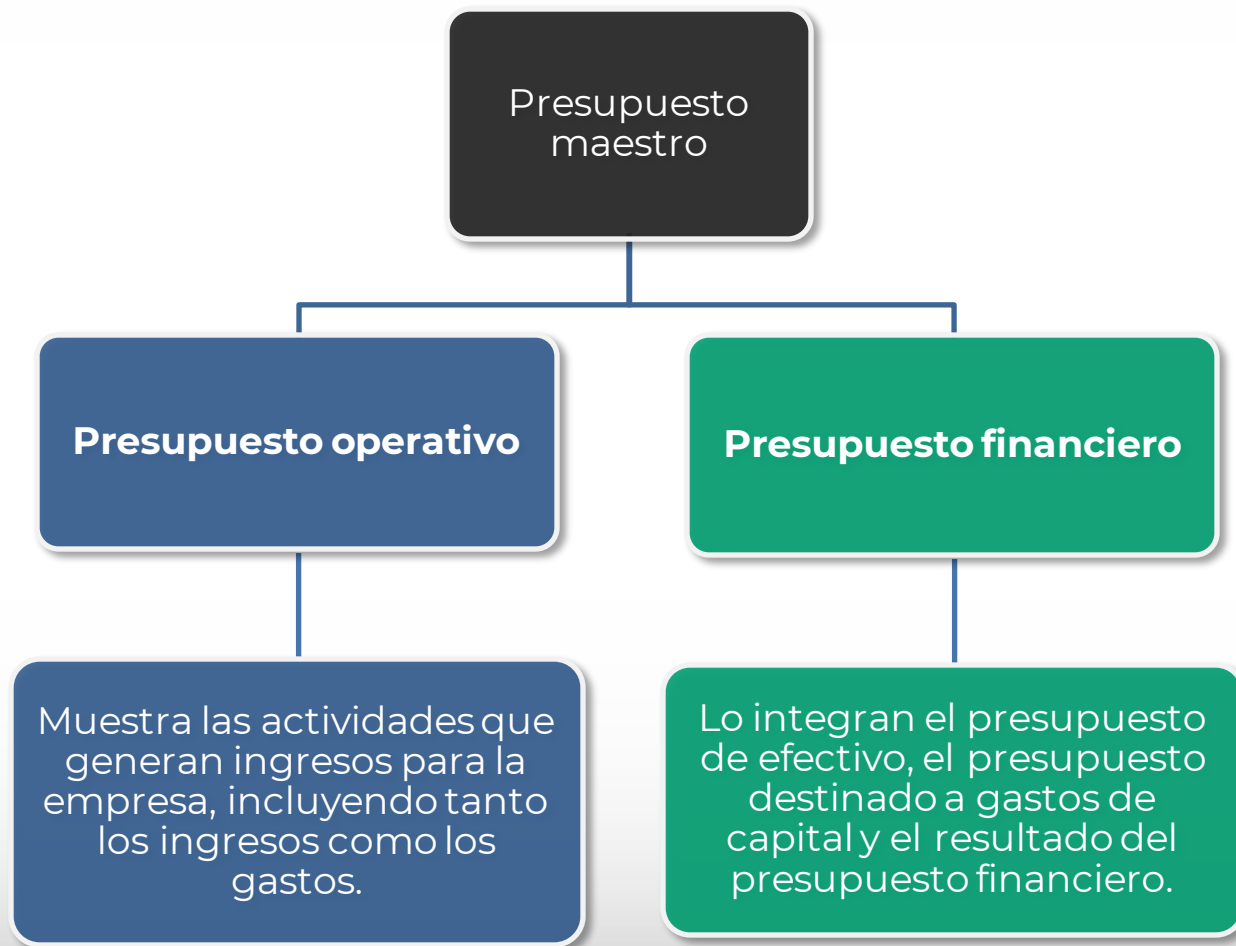 Presupuesto
maestro
Presupuesto operativo
Presupuesto financiero
Muestra las actividades que
generan ingresos para la
empresa, incluyendo tanto
los ingresos como los
gastos.
Lo integran el presupuesto
de efectivo, el presupuesto
destinado a gastos de
capital y el resultado del
presupuesto financiero.